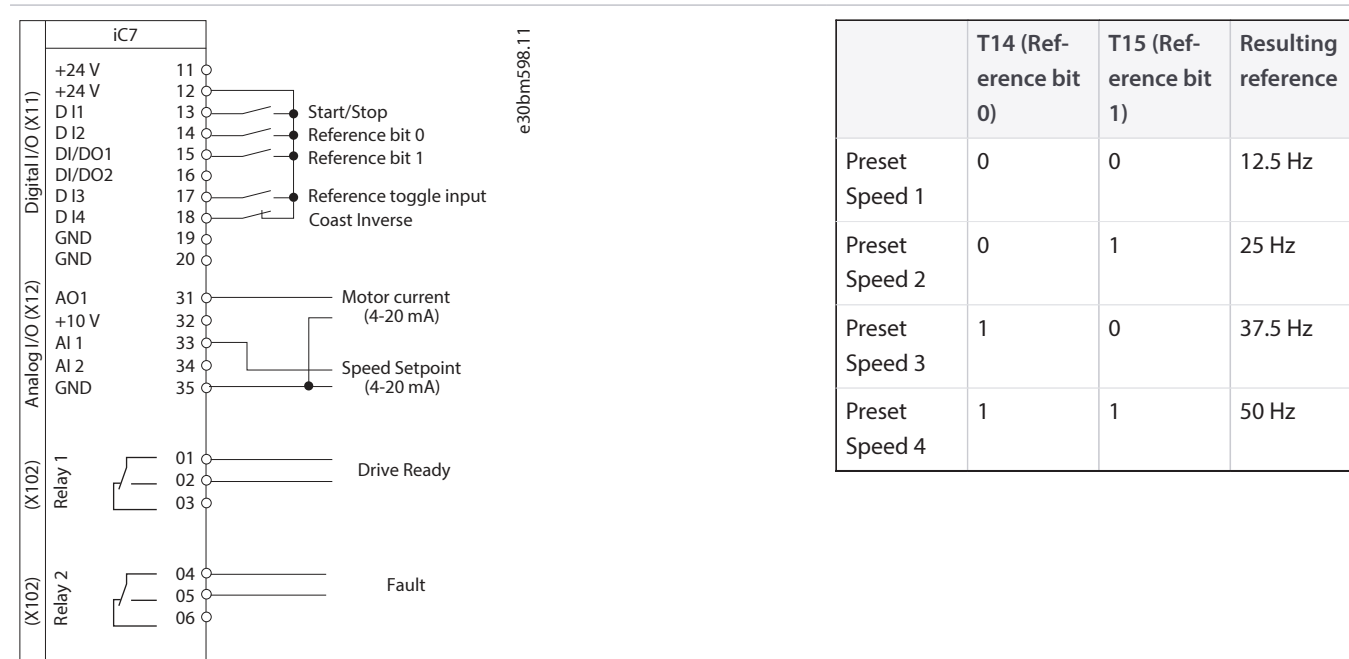 iC7
Digital I/O (X11)
+24 V 11
+24 V 12
D I1 13 Start/Stop
D I2 14 Reference bit 0
DI/DO1 15 Reference bit 1
DI/DO2 16
D I3 17 Reference toggle input
D I4 18 Coast Inverse
GND 19
GND 20
Analog I/O (X12)
AO1 31 Motor current
(4-20 mA)
+10 V 32
AI 1 33
AI 2 34 Speed Setpoint
GND 35 (4-20 mA)
(X102)
Relay 1
01
02 Drive Ready
03
(X102)
Relay 2
04
05 Fault
06
e30bm598.11
T14 (Ref-
erence bit
0)
T15 (Ref-
erence bit
1)
Resulting
reference
Preset
Speed 1
0 0 12.5 Hz
Preset
Speed 2
0 1 25 Hz
Preset
Speed 3
1 0 37.5 Hz
Preset
Speed 4
1 1 50 Hz